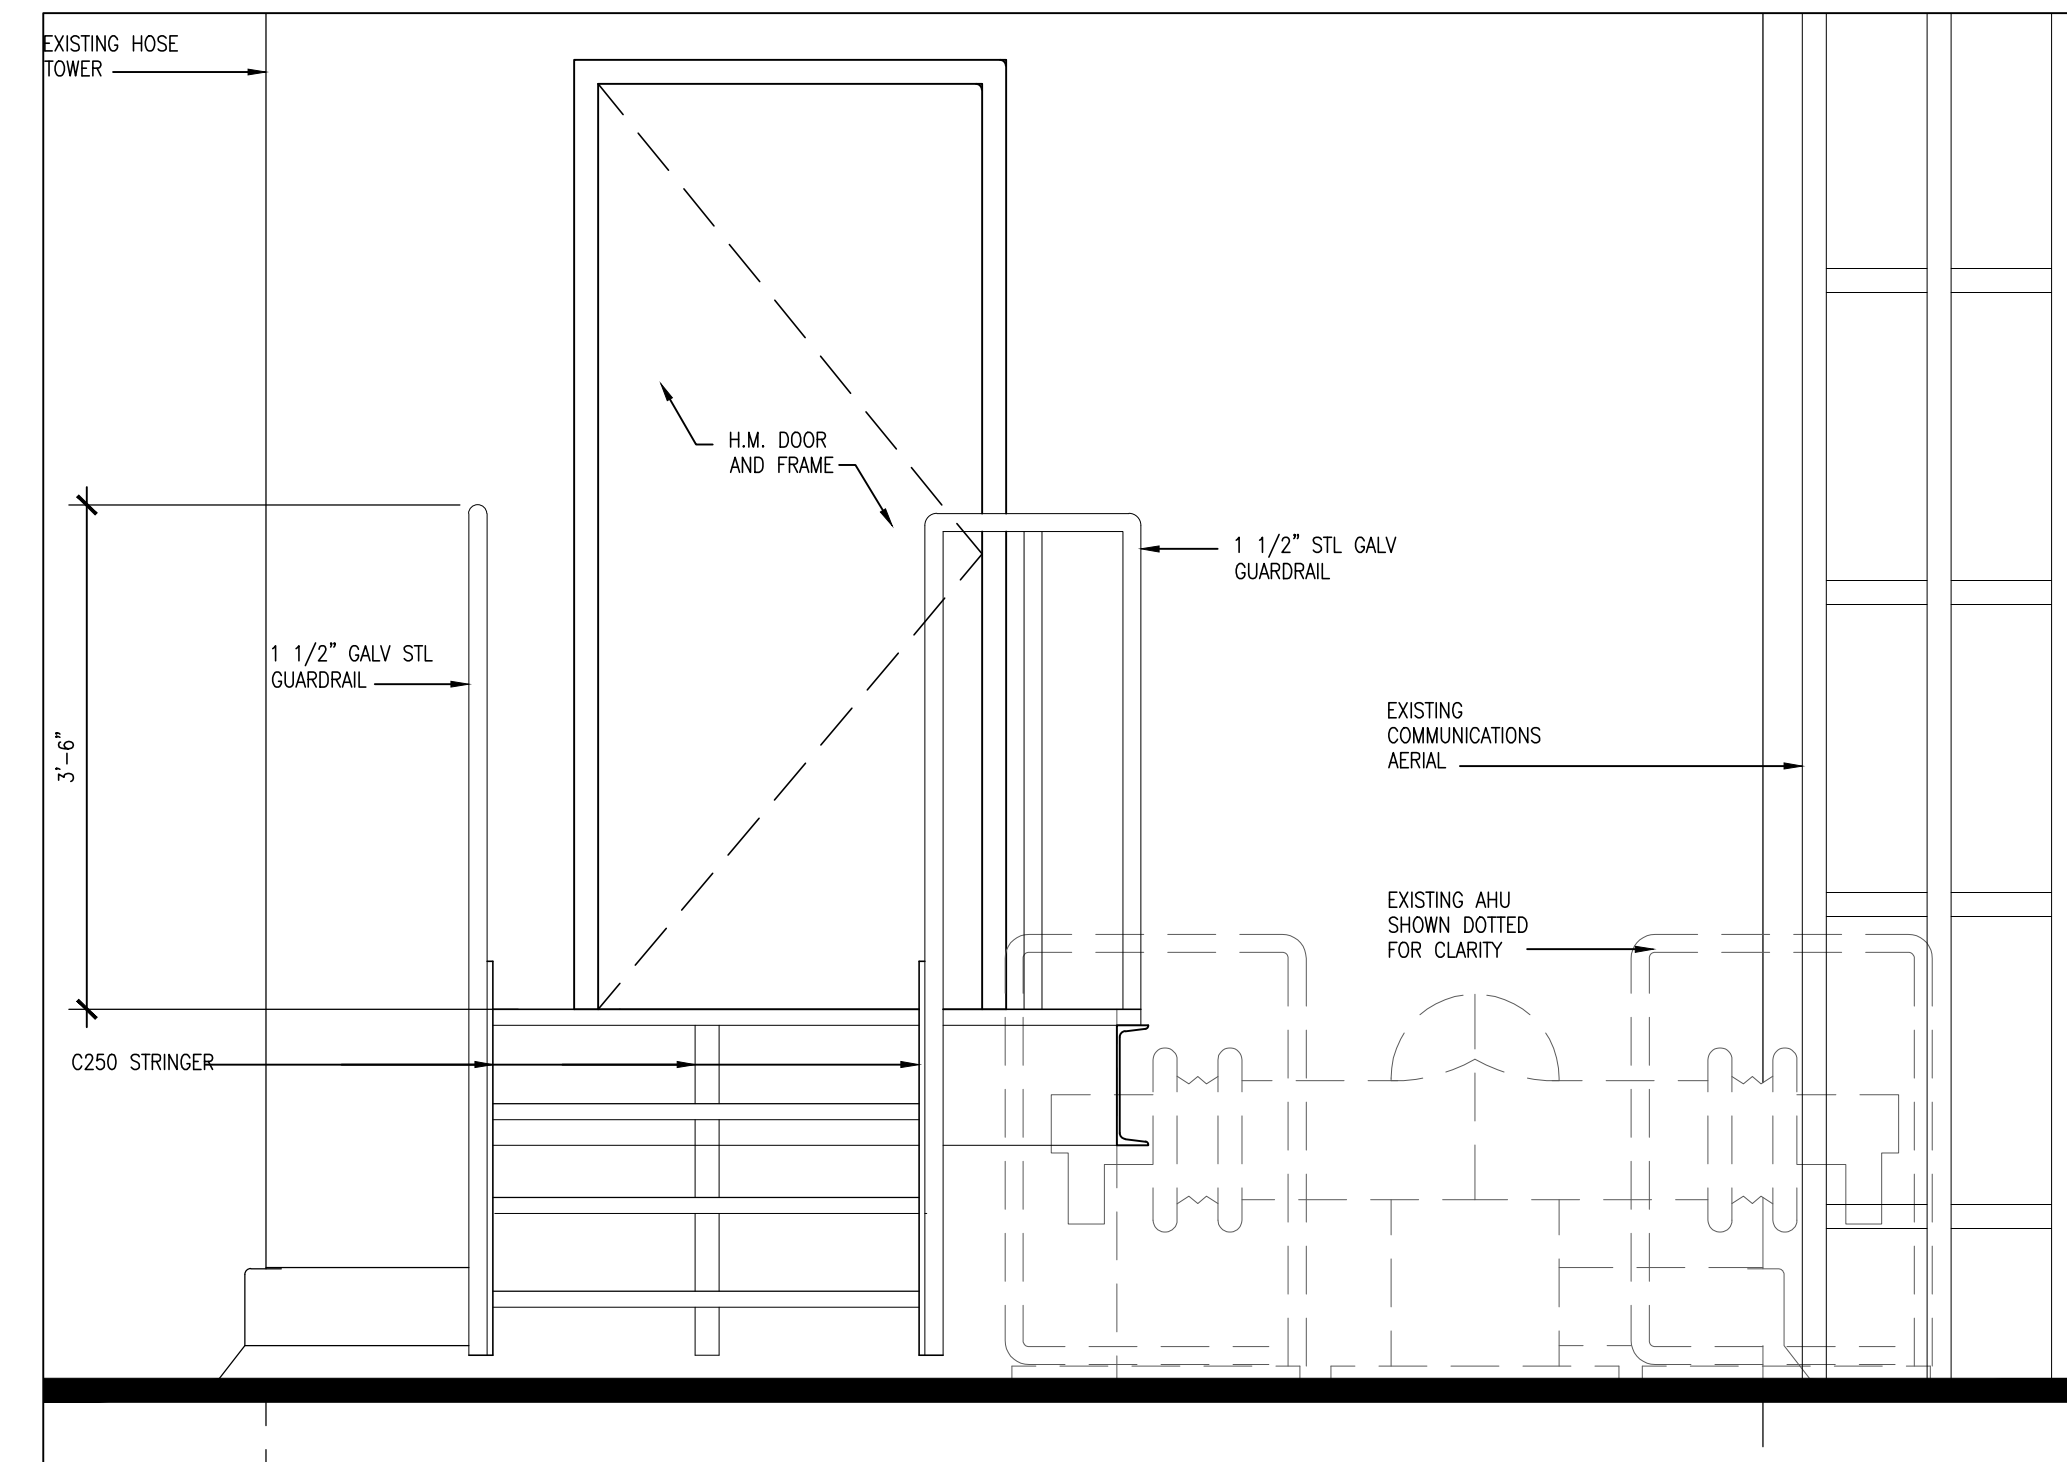 EXISTING HOSE
TOWER
H.M. DOOR
AND FRAME
1 1/2" STL GALV
GUARDRAIL
1 1/2" GALV STL
GUARDRAIL
3'-6"
EXISTING
COMMUNICATIONS
AERIAL
EXISTING AHU
SHOWN DOTTED
FOR CLARITY
C250 STRINGER